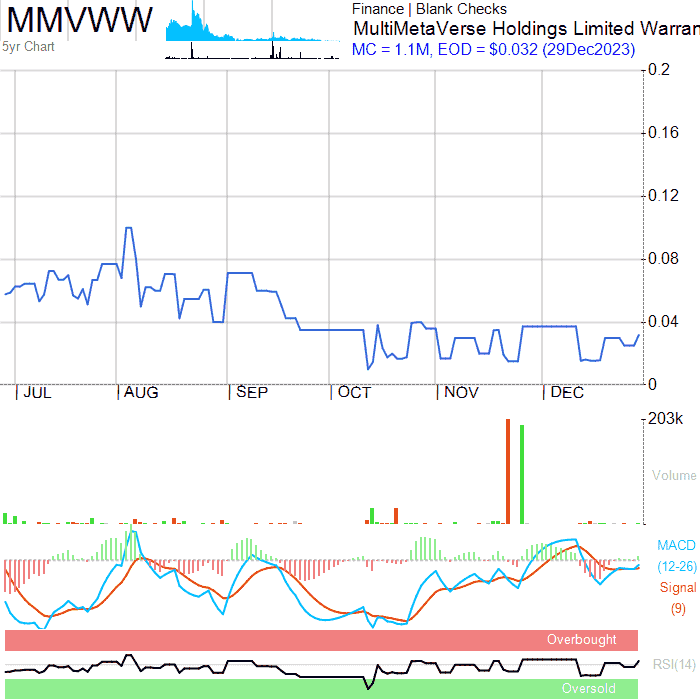 MMVWW
5yr Chart
Finance | Blank Checks
MultiMetaVerse Holdings Limited Warran
MC = 1.1M, EOD = $0.032 (29Dec2023)
0.2
0.16
0.12
0.08
0.04
0
JUL AUG SEP OCT NOV DEC
203k
Volume
MACD
(12-26)
Signal
(9)
Overbought
RSI(14)
Oversold